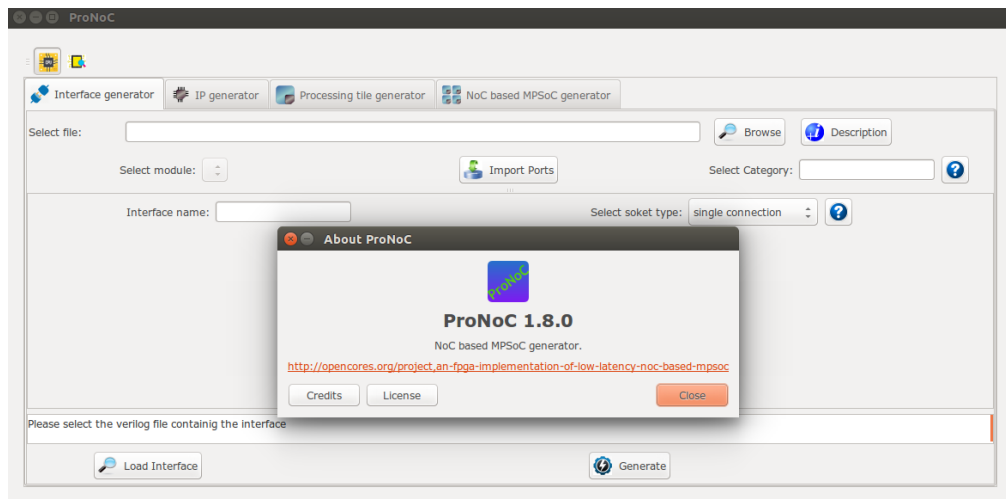 ProNoC
Interface generator IP generator Processing tile generator NoC based MPSoC generator
Select file: Browse Description
Select module: Import Ports Select Category:
Interface name: Select soket type: single connection
About ProNoC
ProNoC
ProNoC 1.8.0
NoC based MPSoC generator.
http://opencores.org/project,an-fpga-implementation-of-low-latency-noc-based-mpsoc
Credits License Close
Please select the verilog file containig the interface
Load Interface Generate